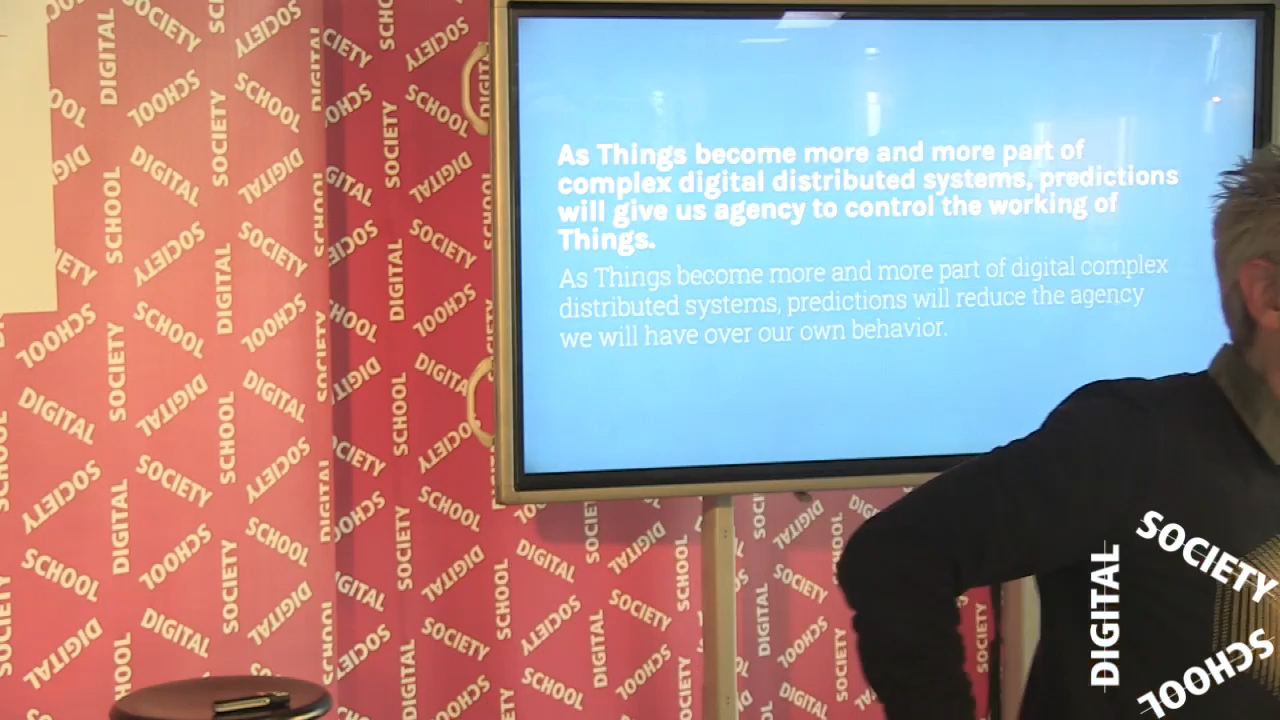 As Things become more and more part of
complex digital distributed systems, predictions
will give us agency to control the working of
Things.
As Things become more and more part of digital complex
distributed systems, predictions will reduce the agency
we will have over our own behavior.
DIGITAL
SOCIETY
SCHOOL